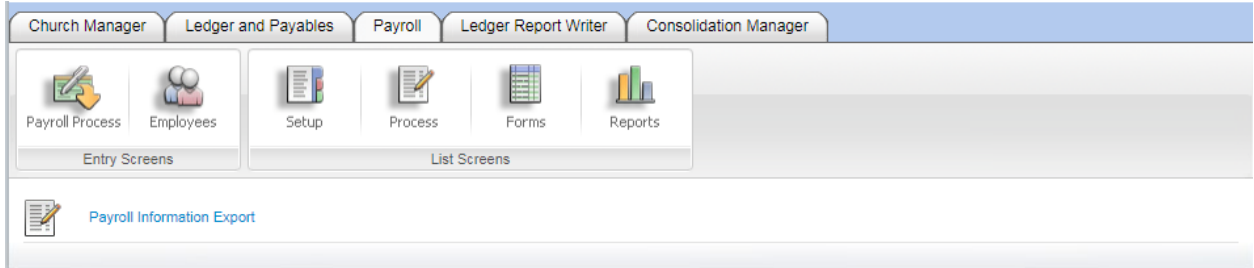 Church Manager Ledger and Payables Payroll Ledger Report Writer Consolidation Manager
Payroll Process Employees Setup Process Forms Reports
Entry Screens List Screens
Payroll Information Export